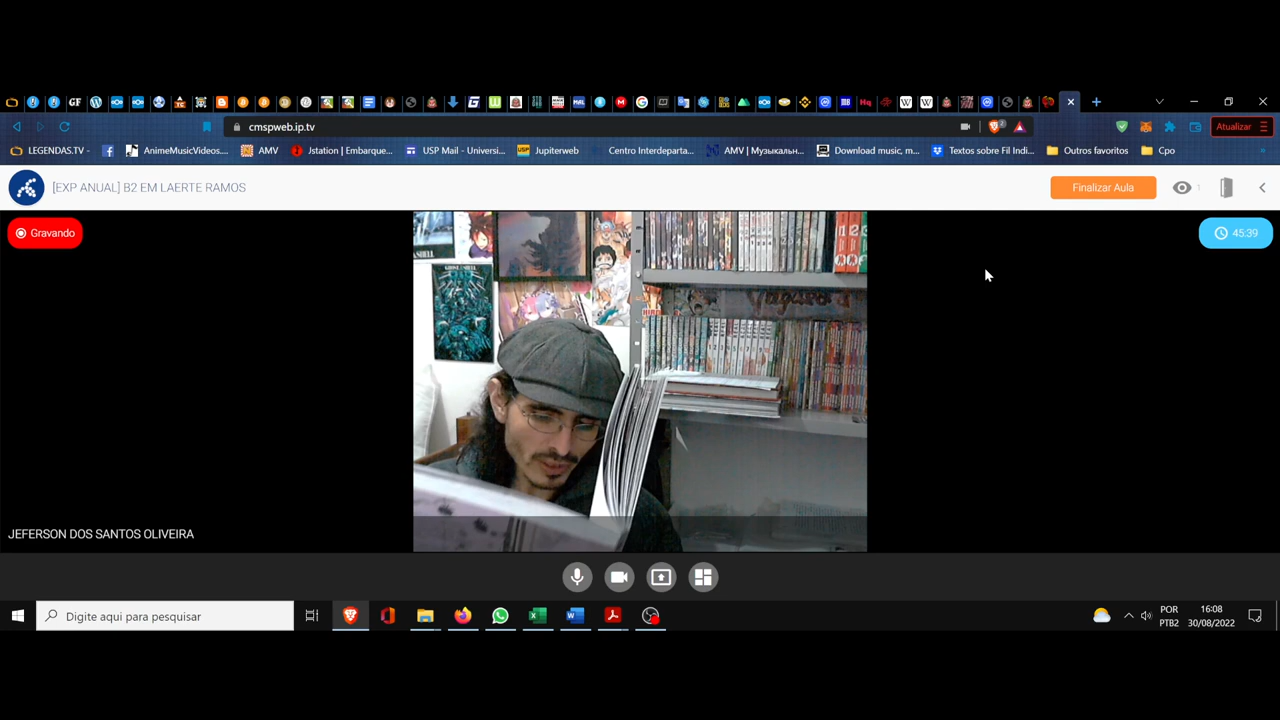 cmspweb.ip.tv
Atualizar
LEGENDAS.TV -
AnimeMusicVideos....
AMV
Jstation | Embarque...
USP Mail - Universi...
Jupiterweb
Centro Interdeparta...
AMV | Музыкальн...
Download music, m...
Textos sobre Fil Indi...
Outros favoritos
Cpo
[EXP ANUAL] B2 EM LAERTE RAMOS
Finalizar Aula
1
Gravando
45:39
JEFERSON DOS SANTOS OLIVEIRA
Digite aqui para pesquisar
POR
PTB2
16:08
30/08/2022